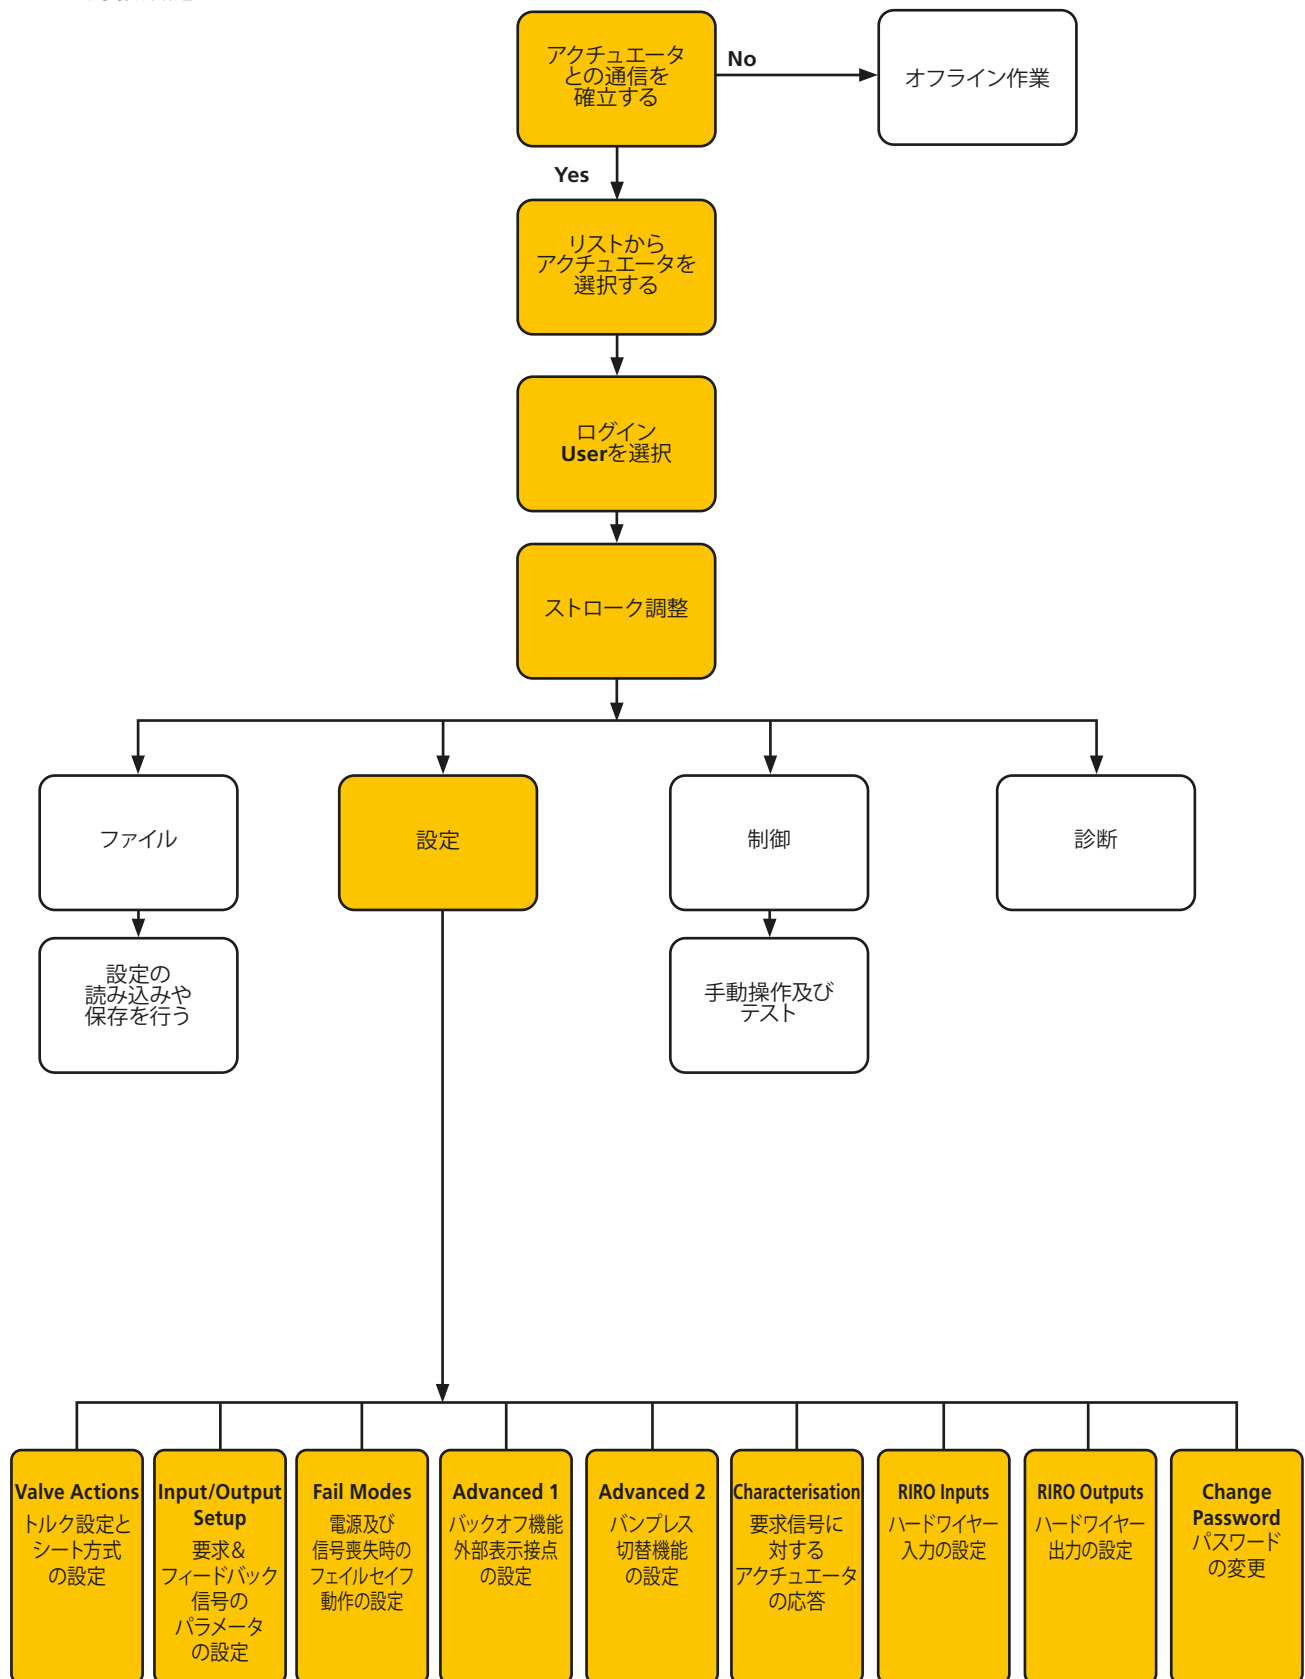 アクチュエータ
との通信を
確立する
No
オフライン作業
Yes
リストから
アクチュエータを
選択する
ログイン
Userを選択
ストローク調整
ファイル
設定
制御
診断
設定の
読み込みや
保存を行う
手動操作及び
テスト
Valve Actions
トルク設定と
シート方式
の設定
Input/Output
Setup
要求＆
フィードバック
信号の
パラメータ
の設定
Fail Modes
電源及び
信号喪失時の
フェイルセイフ
動作の設定
Advanced 1
バックオフ機能
外部表示接点
の設定
Advanced 2
バンプレス
切替機能
の設定
Characterisation
要求信号に
対する
アクチュエータ
の応答
RIRO Inputs
ハードワイヤー
入力の設定
RIRO Outputs
ハードワイヤー
出力の設定
Change
Password
パスワード
の変更